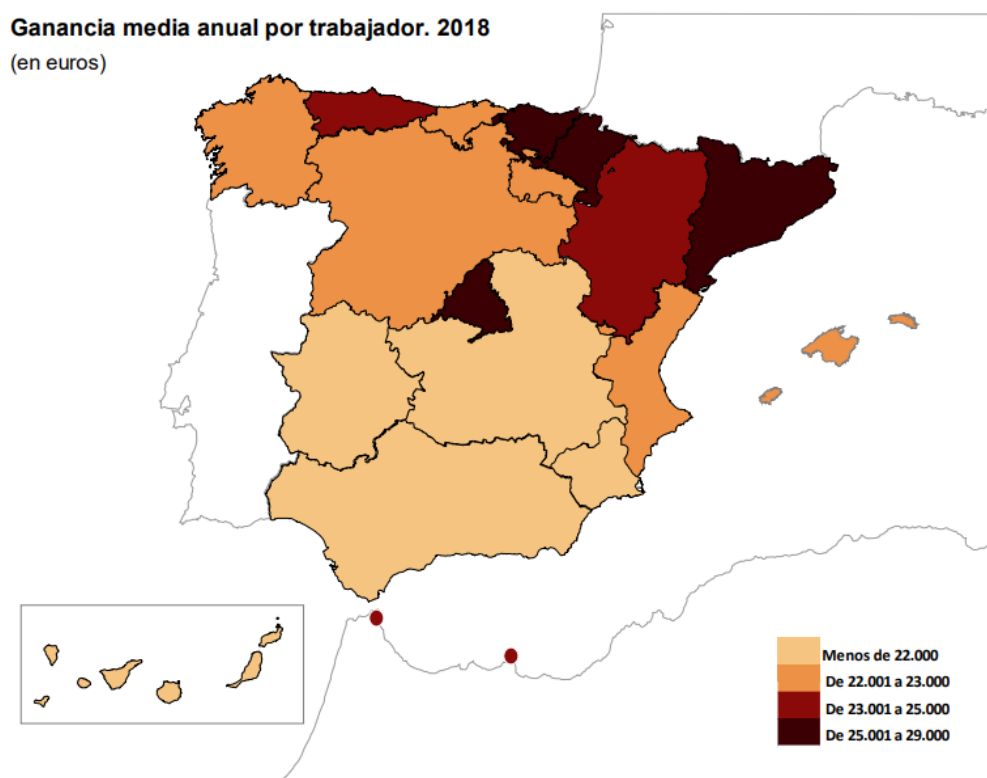 Ganancia media anual por trabajador. 2018
(en euros)
Menos de 22.000
De 22.001 a 23.000
De 23.001 a 25.000
De 25.001 a 29.000